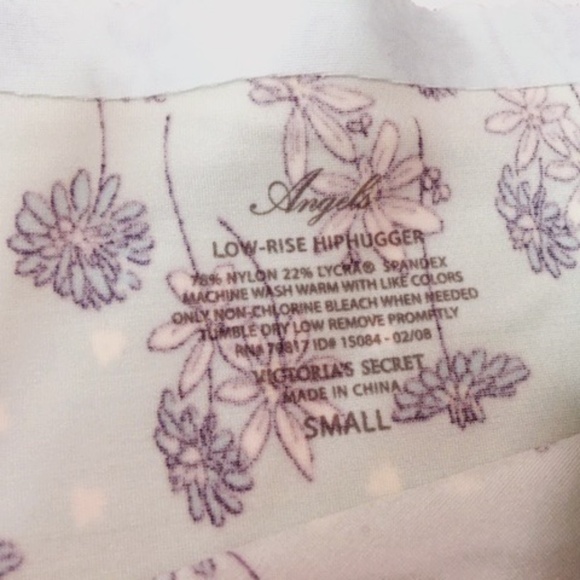 Angels
LOW-RISE HIPHUGGER
78% NYLON 22% LYCRA® SPANDEX
MACHINE WASH WARM WITH LIKE COLORS
ONLY NON-CHLORINE BLEACH WHEN NEEDED
TUMBLE DRY LOW REMOVE PROMPTLY
RN# 79817 ID# 15084 - 02/08
VICTORIA'S SECRET
MADE IN CHINA
SMALL